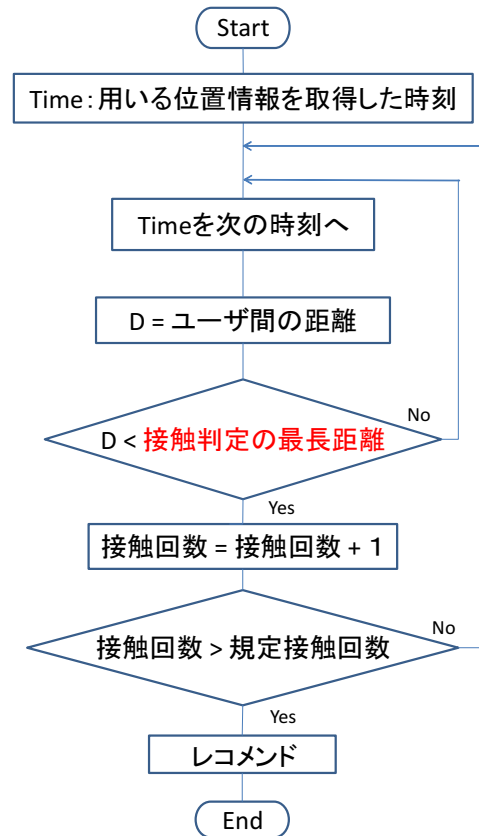 Start
Time:用いる位置情報を取得した時刻
Timeを次の時刻へ
D = ユーザ間の距離
No
D < 接触判定の最長距離
Yes
接触回数 = 接触回数 + 1
No
接触回数 > 規定接触回数
Yes
レコメンド
End